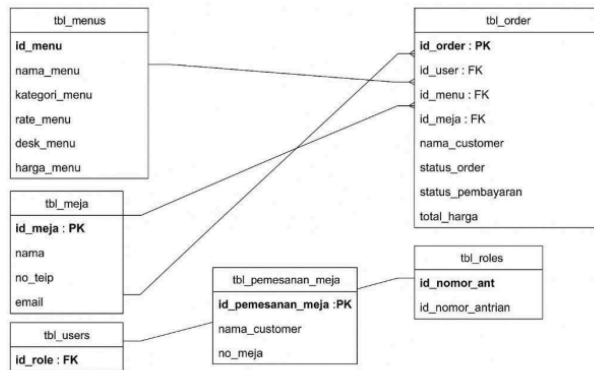 tbl_menus
id_menu
nama_menu
kategori_menu
rate_menu
desk_menu
harga_menu
tbl_order
id_order : PK
id_user : FK
id_menu : FK
id_meja : FK
nama_customer
status_order
status_pembayaran
total_harga
tbl_meja
id_meja : PK
nama
no_teip
email
tbl_pemesanan_meja
id_pemesanan_meja :PK
nama_customer
no_meja
tbl_roles
id_nomor_ant
id_nomor_antrian
tbl_users
id_role : FK